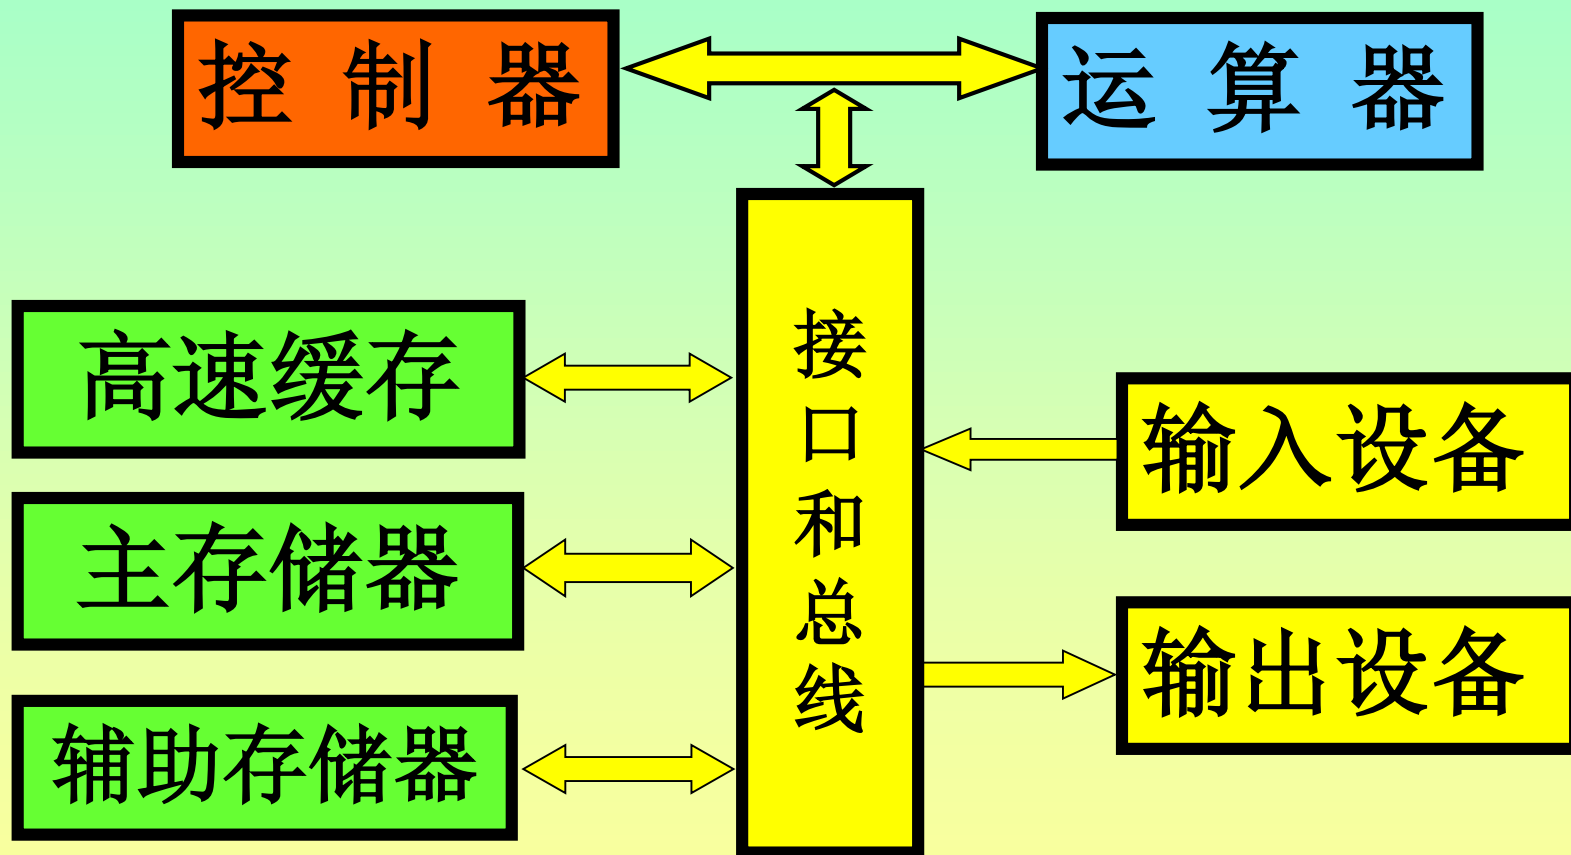 控 制 器
运 算 器
高速缓存
主存储器
辅助存储器
接口和总线
输入设备
输出设备